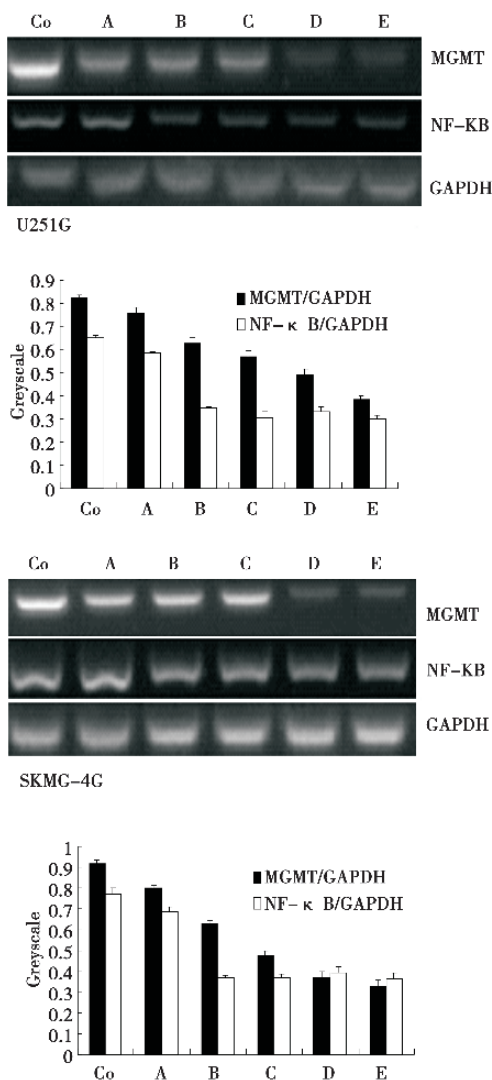 Co A B C D E
MGMT
NF-KB
GAPDH
U251G
0.9
0.8
0.7
0.6
0.5
0.4
0.3
0.2
0.1
0
Greyscale
MGMT/GAPDH
NF- κ B/GAPDH
Co A B C D E
Co A B C D E
MGMT
NF-KB
GAPDH
SKMG-4G
1
0.9
0.8
0.7
0.6
0.5
0.4
0.3
0.2
0.1
0
Greyscale
MGMT/GAPDH
NF- κ B/GAPDH
Co A B C D E